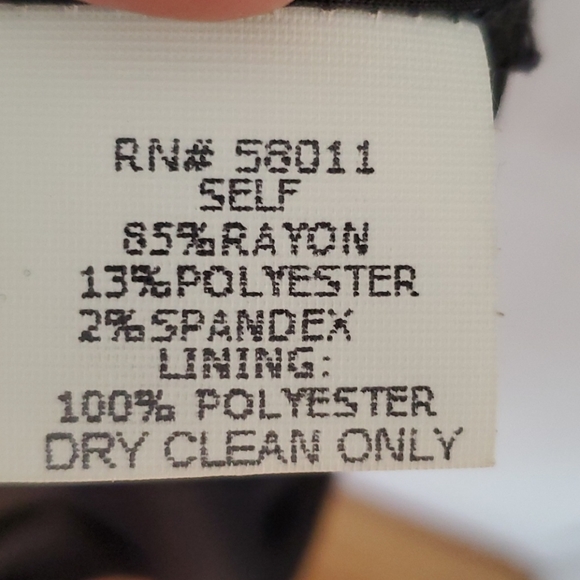 RN# 58011
SELF
85%RAYON
13%POLYESTER
2%SPANDEX
LINING:
100% POLYESTER
DRY CLEAN ONLY